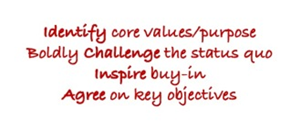 Identify core values/purpose
Boldly Challenge the status quo
Inspire buy-in
Agree on key objectives